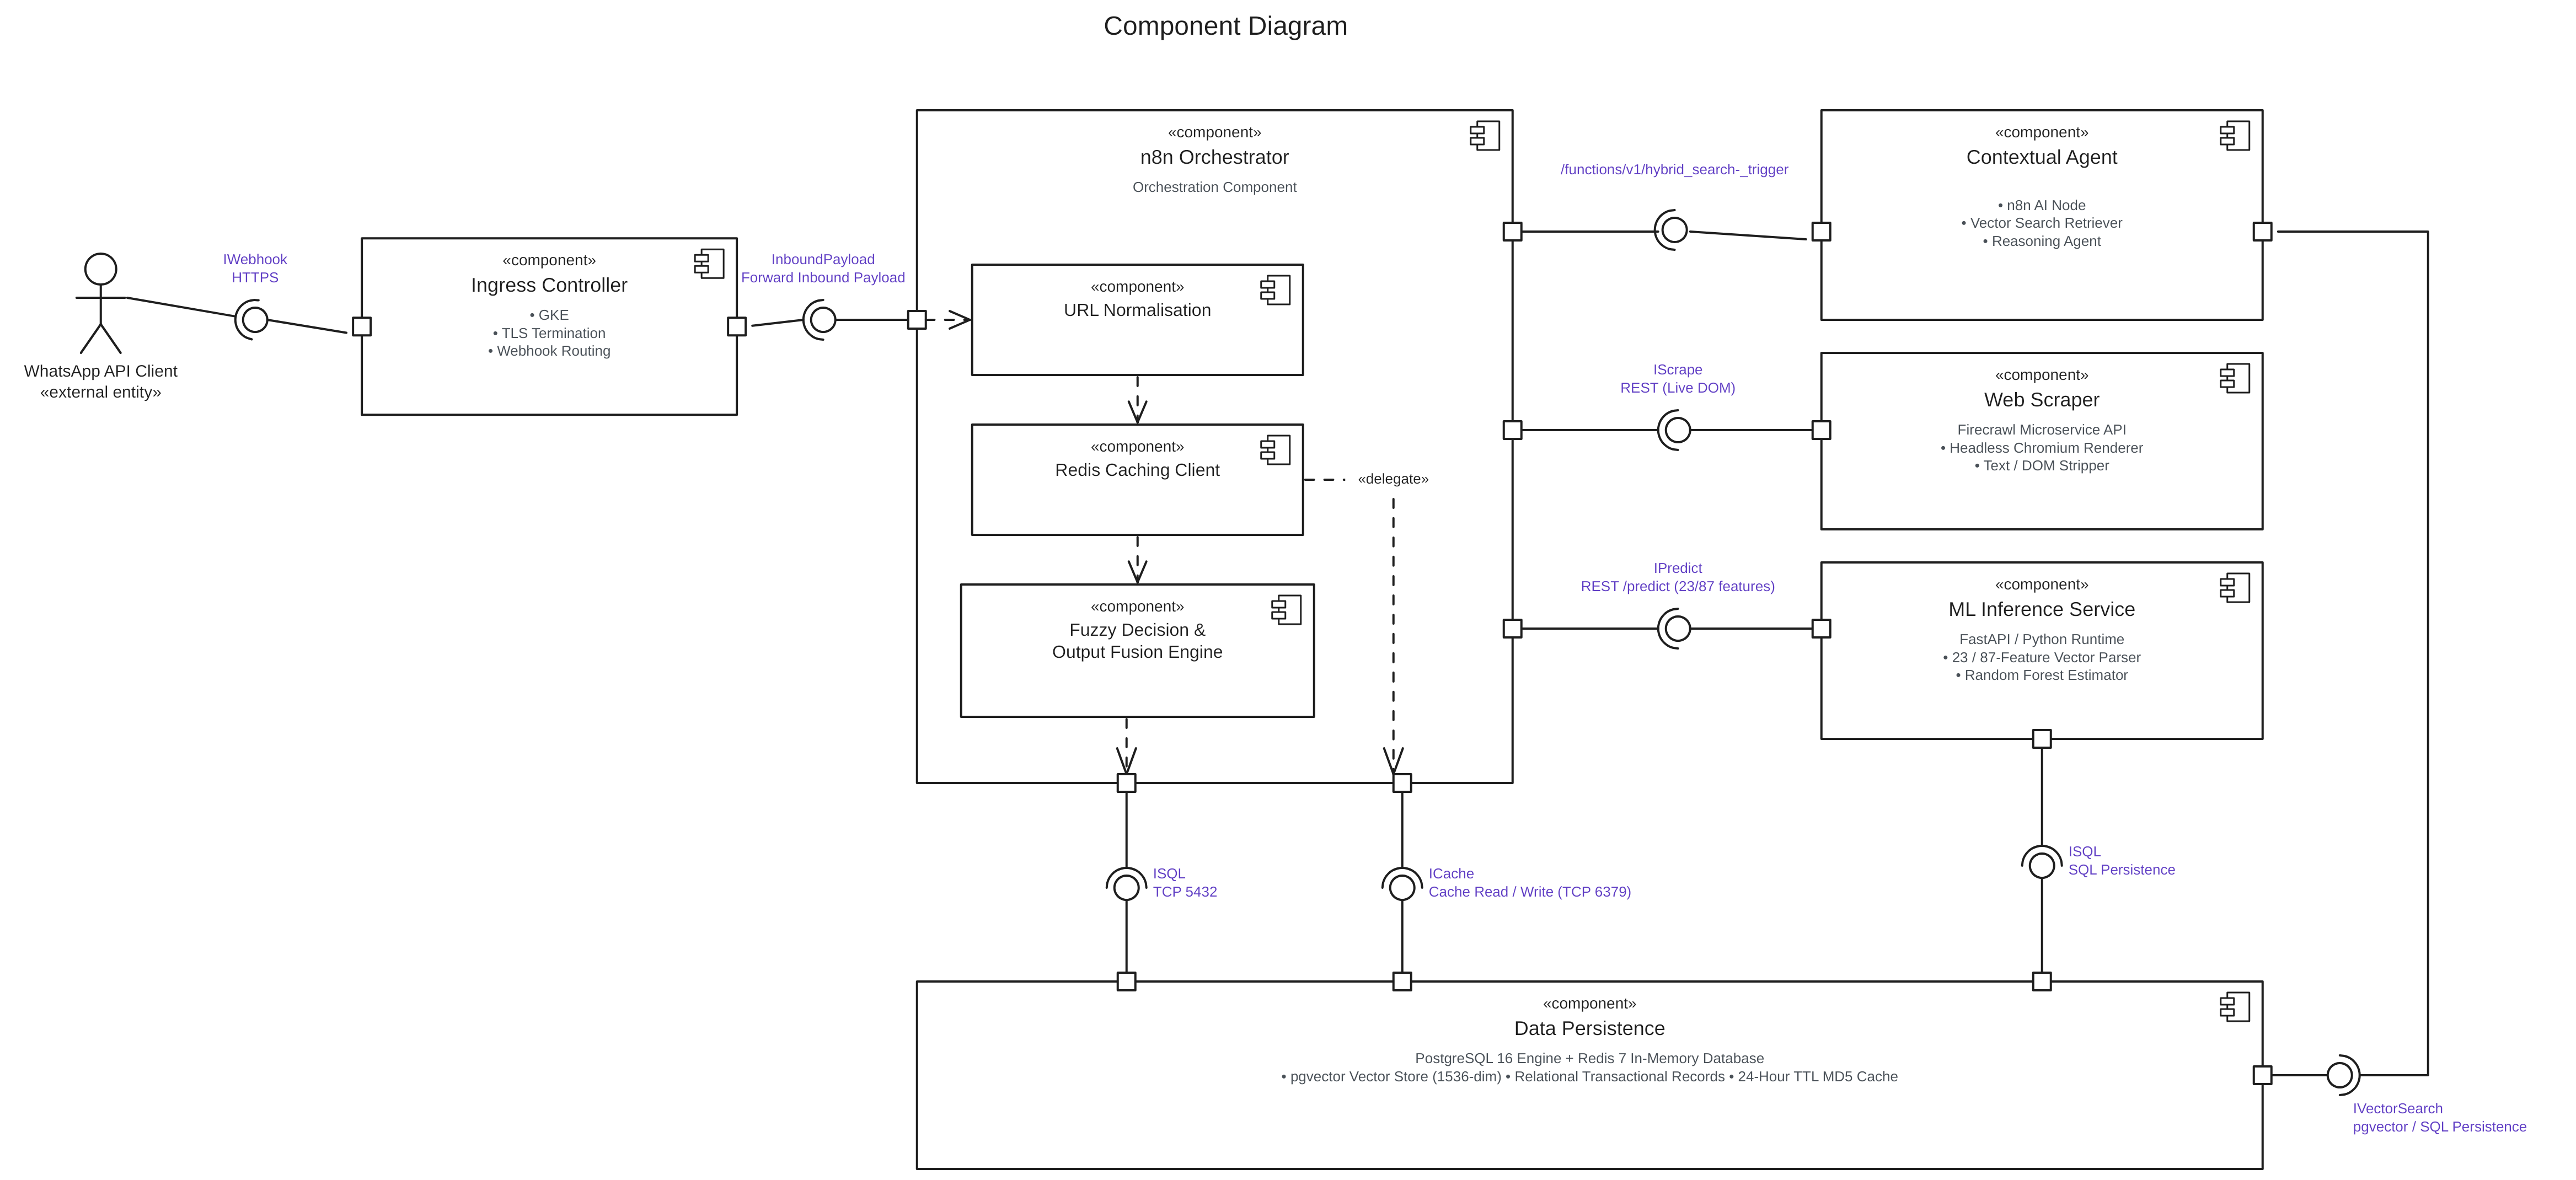 Component Diagram
WhatsApp API Client
«external entity»
IWebhook
HTTPS
«component»
Ingress Controller
• GKE
• TLS Termination
• Webhook Routing
InboundPayload
Forward Inbound Payload
«component»
n8n Orchestrator
Orchestration Component
«component»
URL Normalisation
«component»
Redis Caching Client
«delegate»
«component»
Fuzzy Decision &
Output Fusion Engine
/functions/v1/hybrid_search-_trigger
«component»
Contextual Agent
• n8n AI Node
• Vector Search Retriever
• Reasoning Agent
IScrape
REST (Live DOM)
«component»
Web Scraper
Firecrawl Microservice API
• Headless Chromium Renderer
• Text / DOM Stripper
IPredict
REST /predict (23/87 features)
«component»
ML Inference Service
FastAPI / Python Runtime
• 23 / 87-Feature Vector Parser
• Random Forest Estimator
ISQL
TCP 5432
ICache
Cache Read / Write (TCP 6379)
ISQL
SQL Persistence
«component»
Data Persistence
PostgreSQL 16 Engine + Redis 7 In-Memory Database
• pgvector Vector Store (1536-dim) • Relational Transactional Records • 24-Hour TTL MD5 Cache
IVectorSearch
pgvector / SQL Persistence